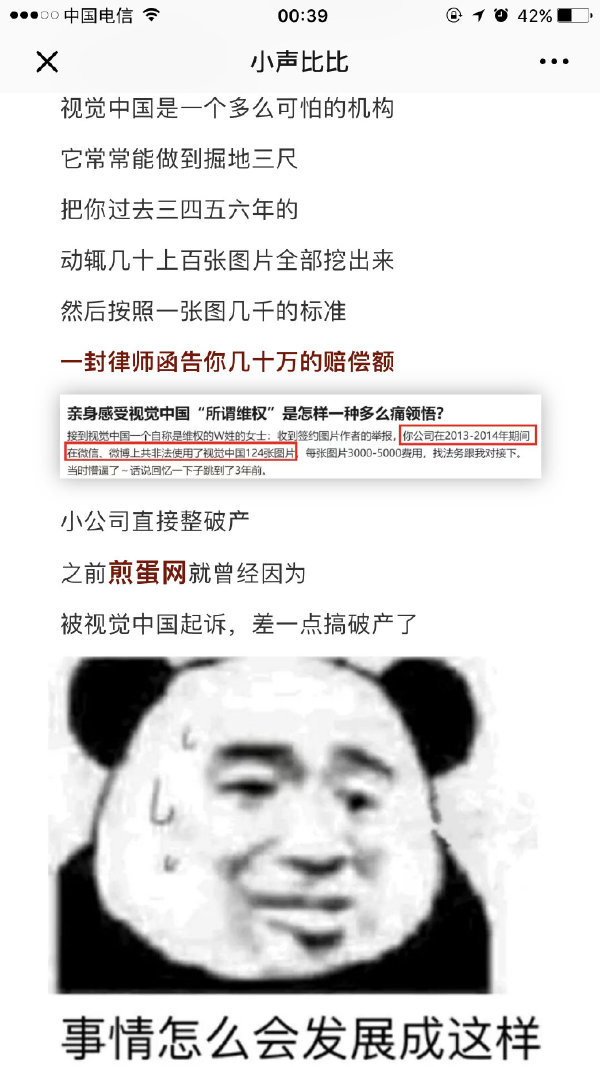 中国电信
00:39
42%
小声比比
视觉中国是一个多么可怕的机构
它常常能做到掘地三尺
把你过去三四五六年的
动辄几十上百张图片全部挖出来
然后按照一张图几千的标准
一封律师函告你几十万的赔偿额
亲身感受视觉中国“所谓维权”是怎样一种多么痛领悟?
接到视觉中国一个自称是维权的W姓的女士：收到签约图片作者的举报，你公司在2013-2014年期间
在微信、微博上共非法使用了视觉中国124张图片，每张图片3000-5000费用，找法务跟我对接下。
当时懵逼了～话说回忆一下子跳到了3年前。
小公司直接整破产
之前煎蛋网就曾经因为
被视觉中国起诉，差一点搞破产了
事情怎么会发展成这样